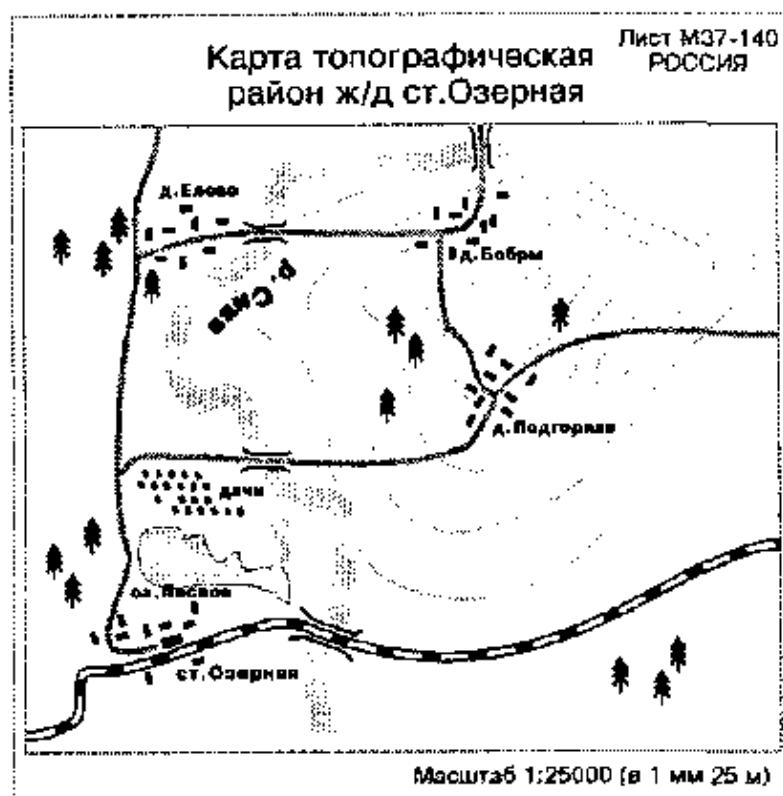 Карта топографическая
район ж/д ст.Озерная
Лист М37-140
РОССИЯ
д.Елово
р. Сива
д.Бобры
д.Подгорная
дачи
оз.Лесное
ст.Озерная
Масштаб 1:25000 (в 1 мм 25 м)